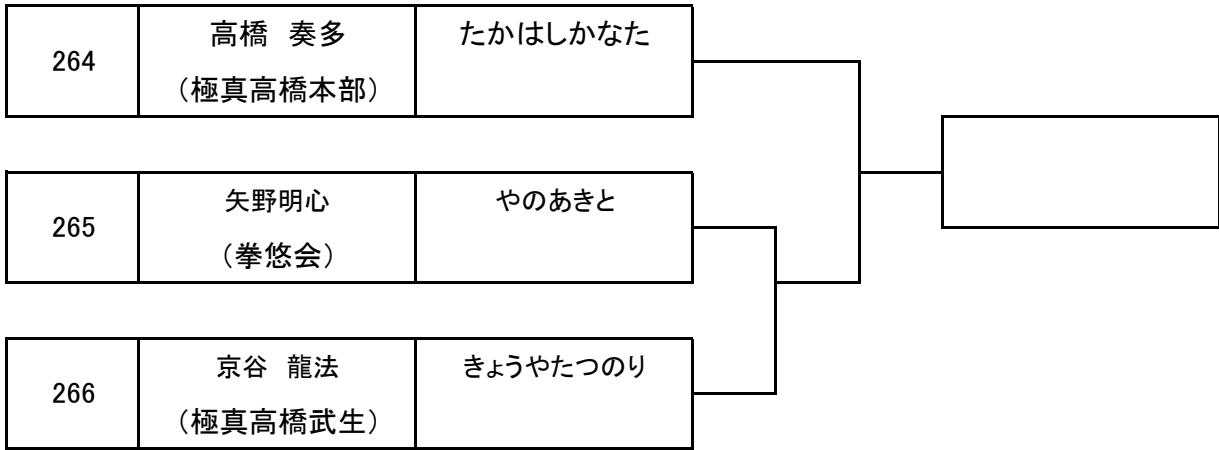 264
高橋 奏多
（極真高橋本部）
たかはしかなた
265
矢野明心
（拳悠会）
やのあきと
266
京谷 龍法
（極真高橋武生）
きょうやたつのり